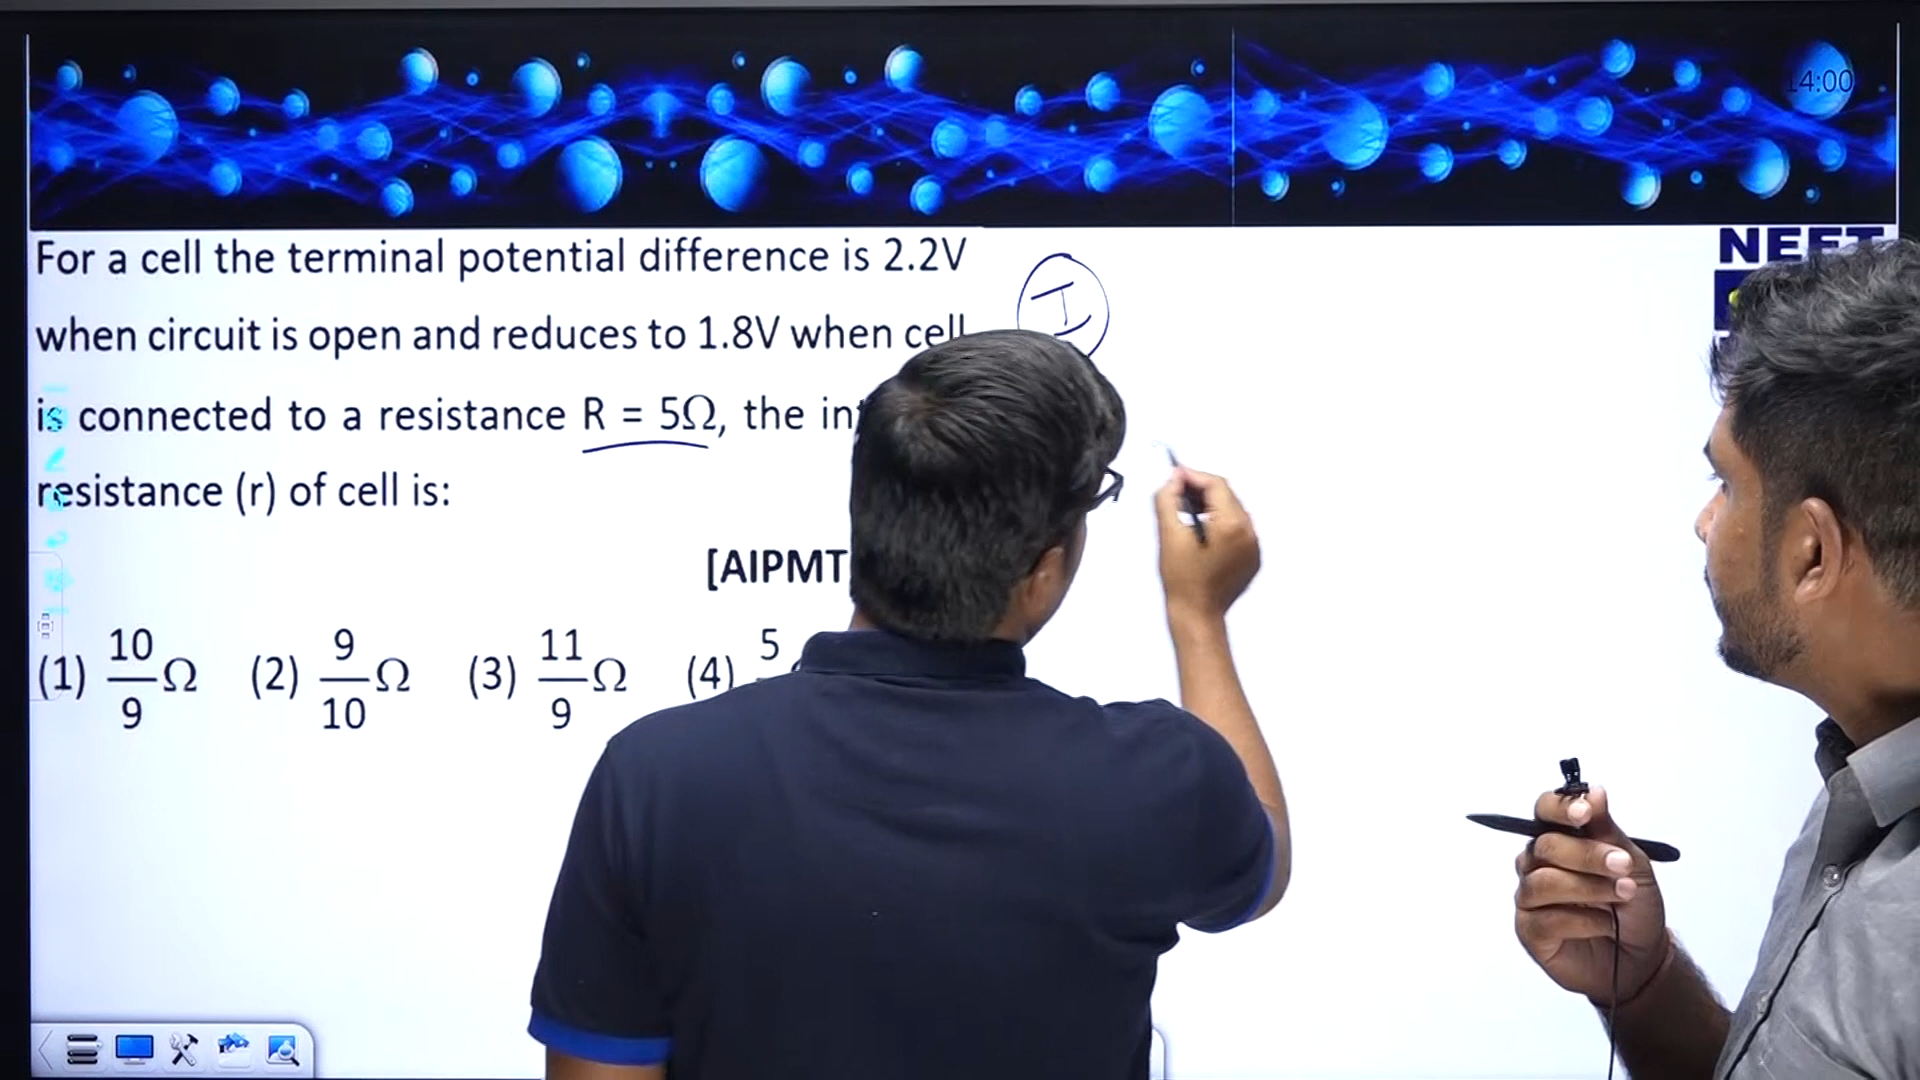 14:00
NEET
For a cell the terminal potential difference is 2.2V
when circuit is open and reduces to 1.8V when cell
is connected to a resistance R = 5Ω, the
resistance (r) of cell is:
[AIPMT
(1) 10/9 Ω (2) 9/10 Ω (3) 11/9 Ω (4) 5
I